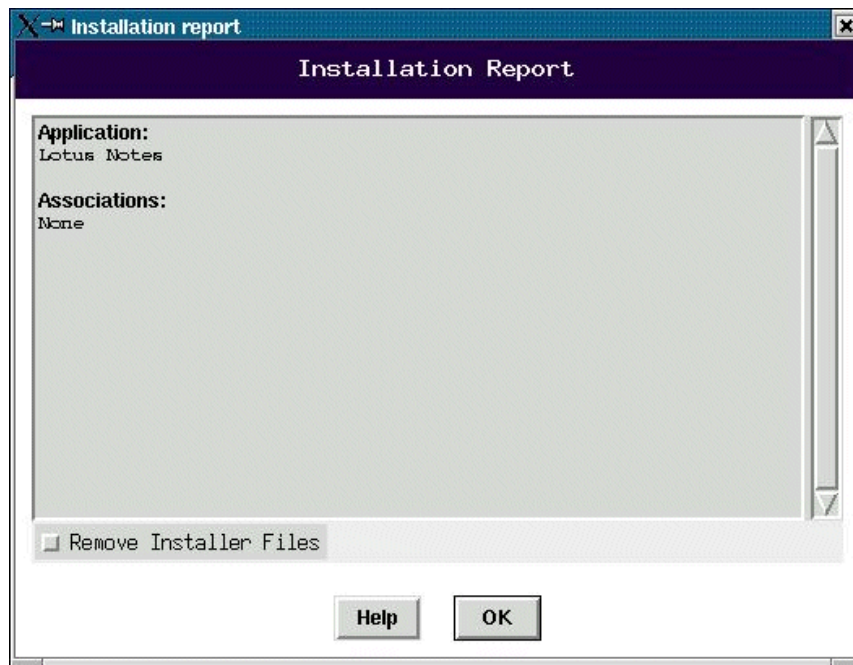 Installation report
Installation Report
Application:
Lotus Notes
Associations:
None
Remove Installer Files
Help
OK